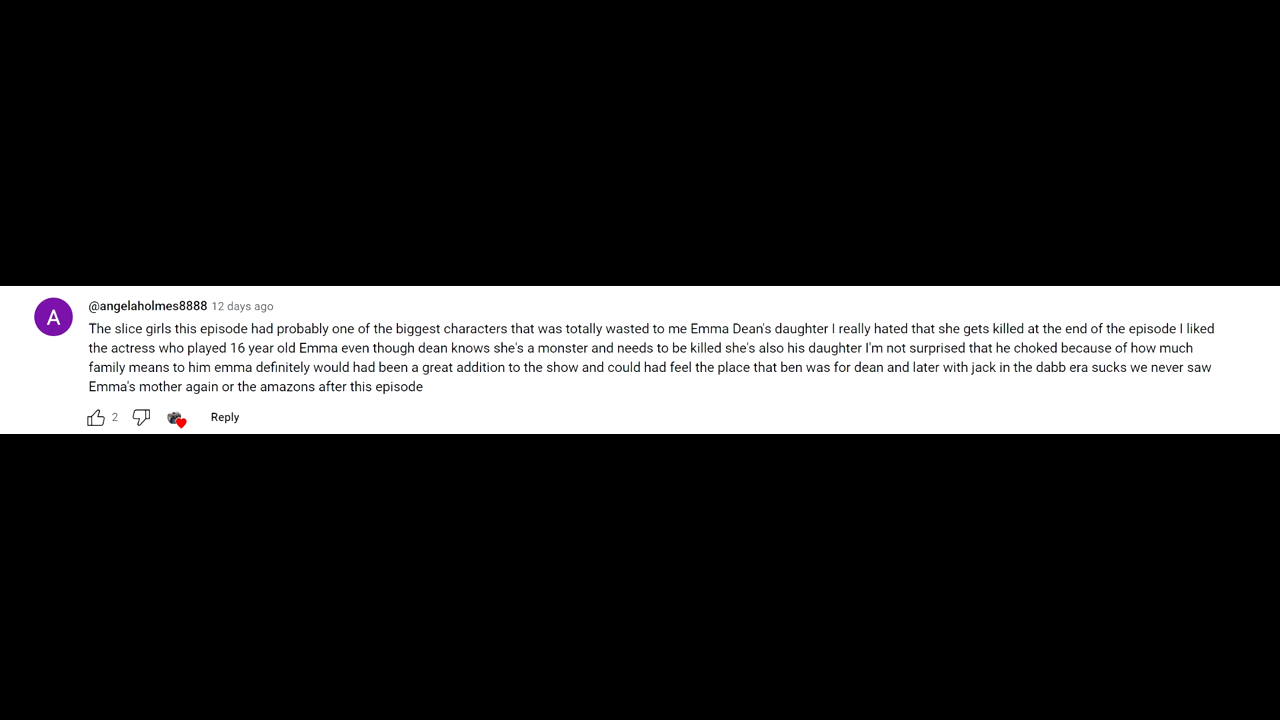 A
@angelaholmes8888 12 days ago
The slice girls this episode had probably one of the biggest characters that was totally wasted to me Emma Dean's daughter I really hated that she gets killed at the end of the episode I liked
the actress who played 16 year old Emma even though dean knows she's a monster and needs to be killed she's also his daughter I'm not surprised that he choked because of how much
family means to him emma definitely would had been a great addition to the show and could had feel the place that ben was for dean and later with jack in the dabb era sucks we never saw
Emma's mother again or the amazons after this episode
2 Reply